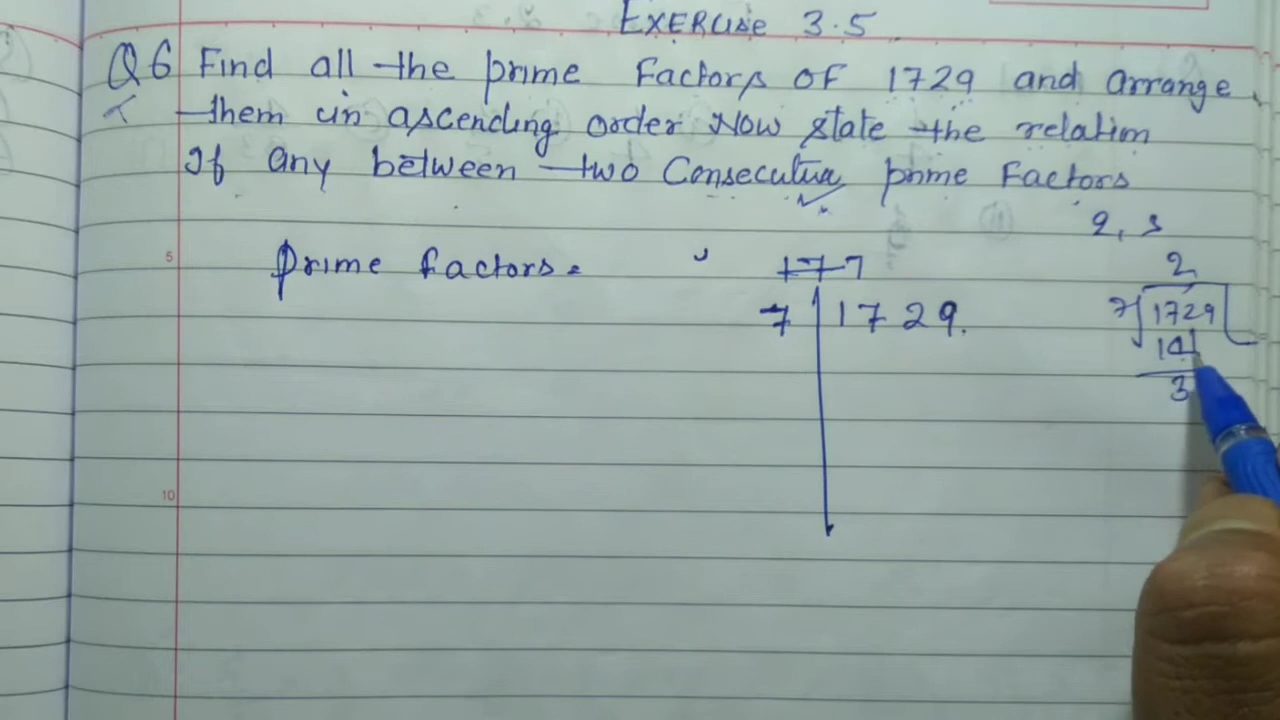 EXERCISE 3.5
Q6 Find all the prime Factors OF 1729 and arrange
them in ascending order Now state the relation
If any between two Consecutive prime Factors
2, 3
Prime factors =
2
7 | 1729
7 1729
14
3